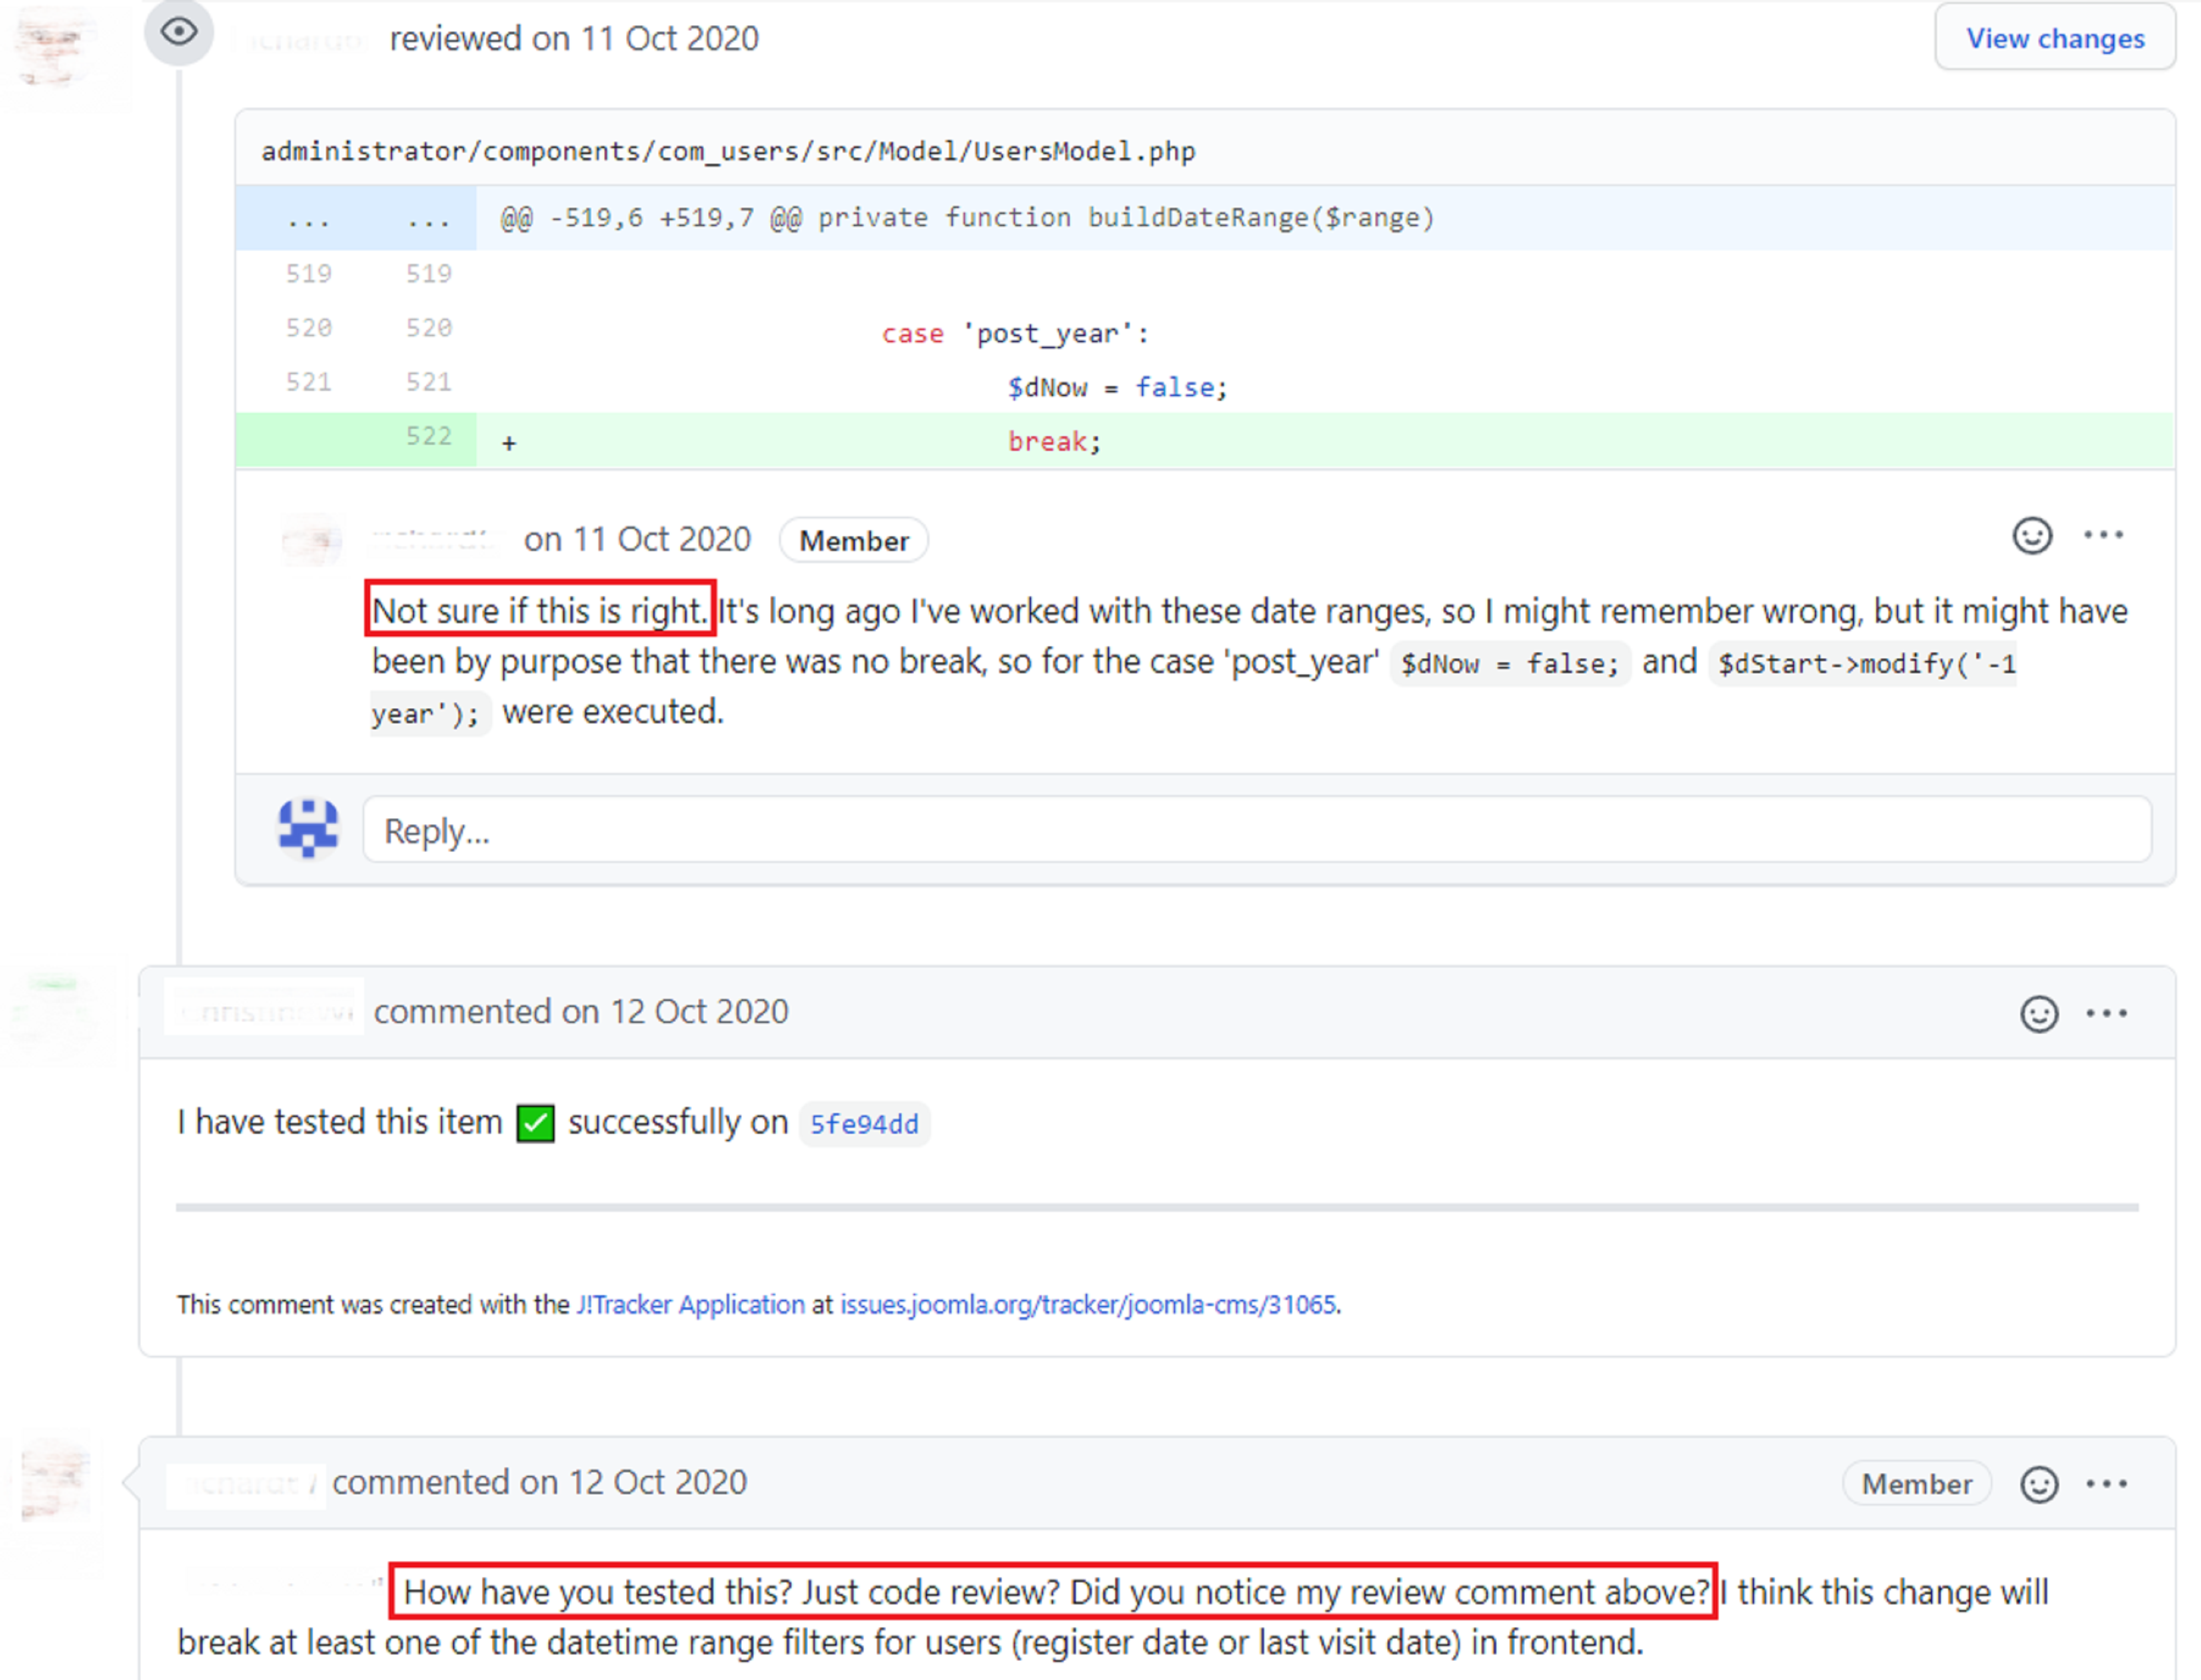 reviewed on 11 Oct 2020
View changes
administrator/components/com_users/src/Model/UsersModel.php
... ... @@ -519,6 +519,7 @@ private function buildDateRange($range)
519 519
520 520 case 'post_year':
521 521 $dNow = false;
522 + break;
on 11 Oct 2020 Member
Not sure if this is right. It's long ago I've worked with these date ranges, so I might remember wrong, but it might have
been by purpose that there was no break, so for the case 'post_year' $dNow = false; and $dStart->modify('-1
year'); were executed.
Reply...
commented on 12 Oct 2020
I have tested this item ✅ successfully on 5fe94dd
This comment was created with the J!Tracker Application at issues.joomla.org/tracker/joomla-cms/31065.
commented on 12 Oct 2020
Member
How have you tested this? Just code review? Did you notice my review comment above? I think this change will
break at least one of the datetime range filters for users (register date or last visit date) in frontend.